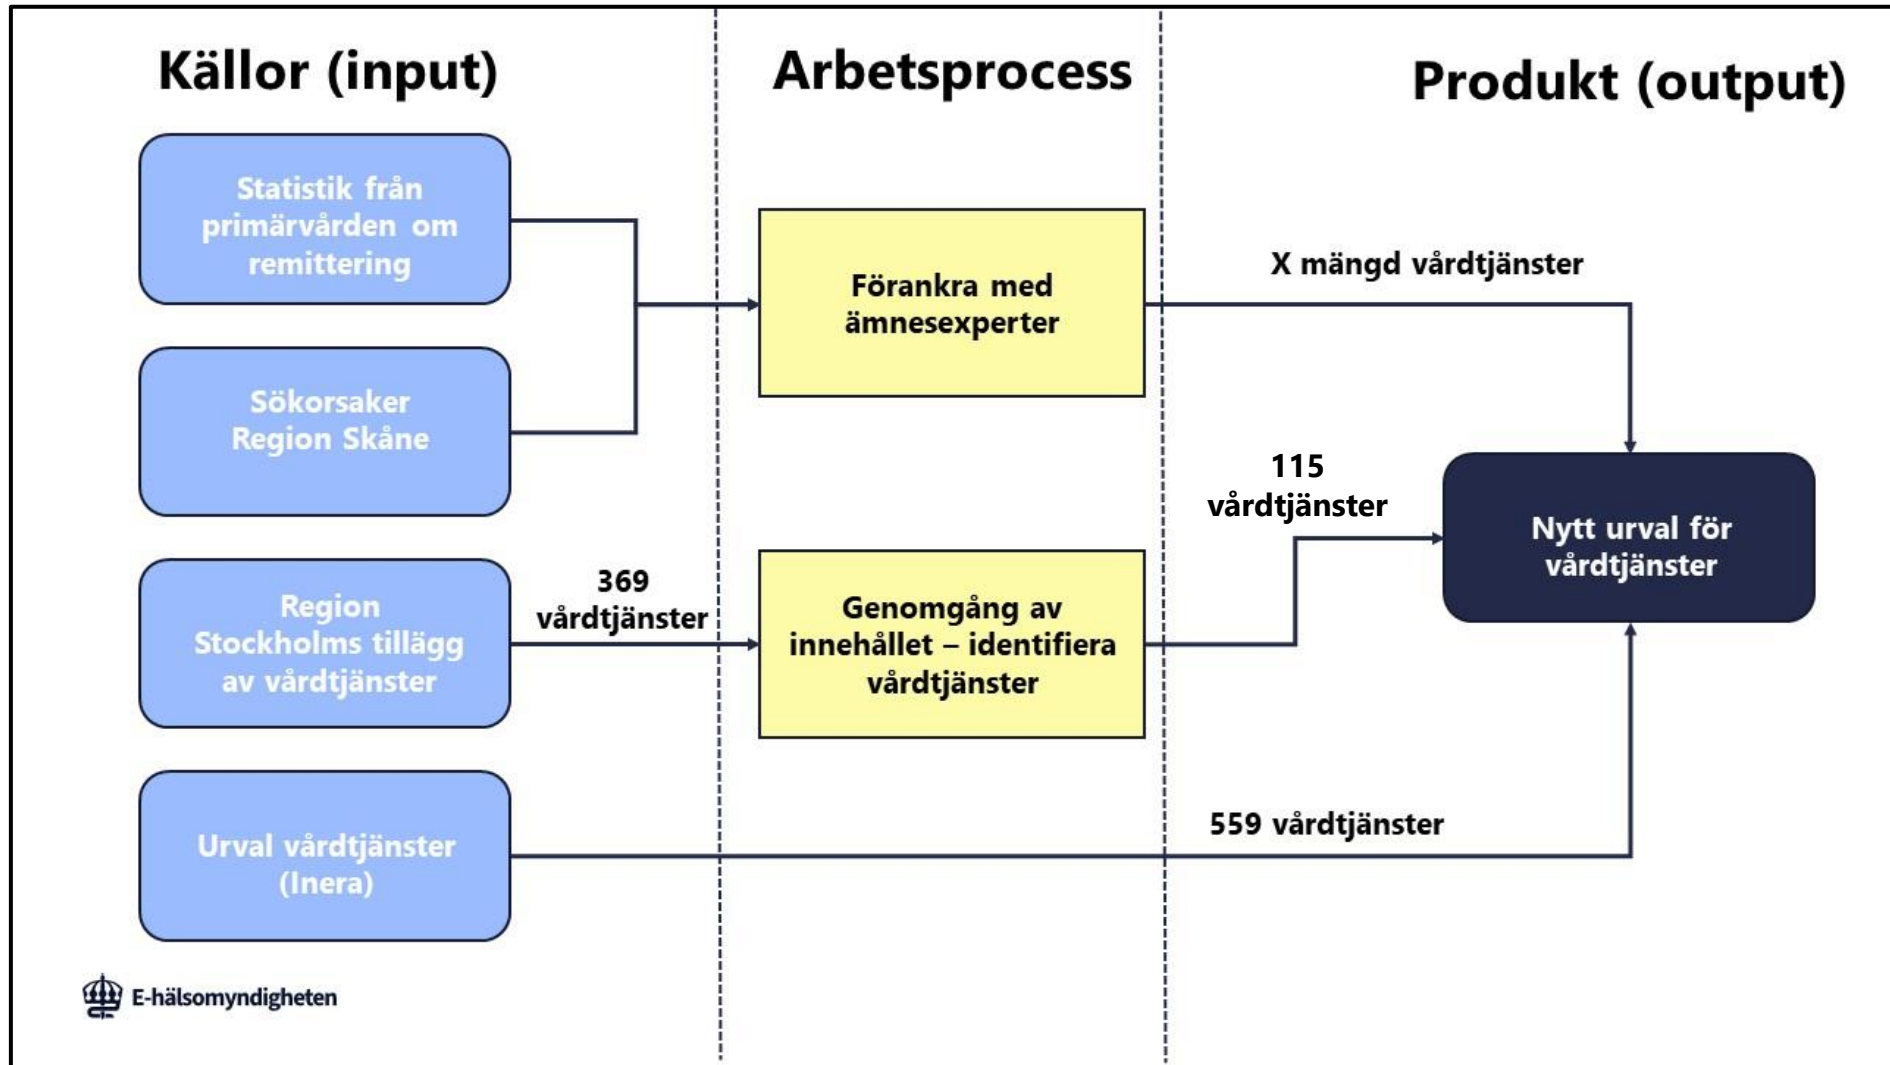 Källor (input)
Arbetsprocess
Produkt (output)
Statistik från
primärvården om
remittering
Förankra med
ämnesexperter
X mängd vårdtjänster
Sökorsaker
Region Skåne
115
vårdtjänster
Nytt urval för
vårdtjänster
Region
Stockholms tillägg
av vårdtjänster
369
vårdtjänster
Genomgång av
innehållet – identifiera
vårdtjänster
Urval vårdtjänster
(Inera)
559 vårdtjänster
E-hälsomyndigheten